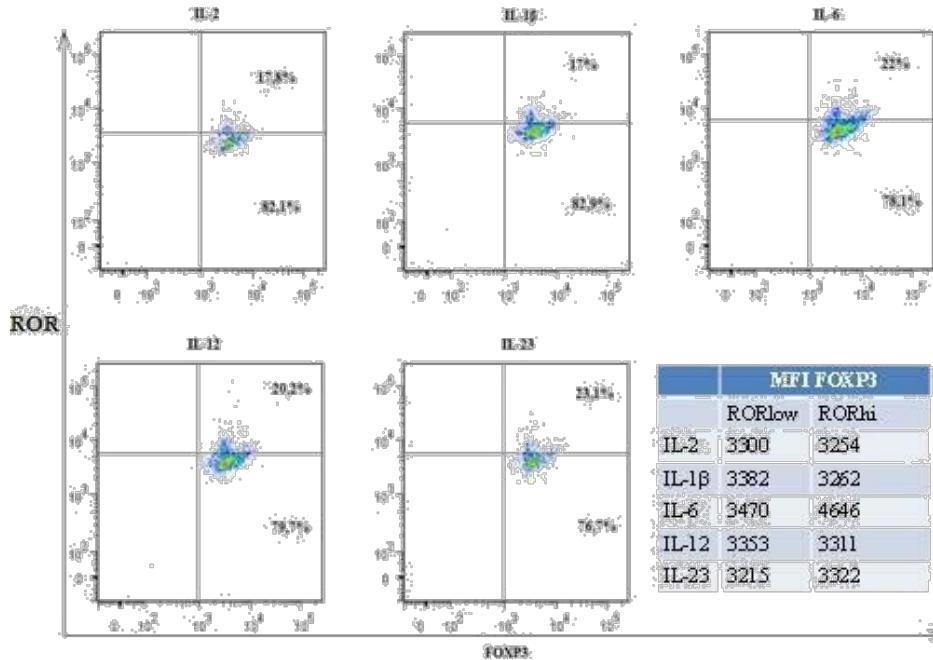 IL-2
IL-1β
IL-6
17,8%
17%
22%
82,1%
82,9%
78,1%
ROR
IL-12
IL-23
20,2%
23,1%
79,7%
76,7%
MFI FOXP3
RORlow RORhi
IL-2 3300 3254
IL-1β 3382 3262
IL-6 3470 4646
IL-12 3353 3311
IL-23 3215 3322
FOXP3